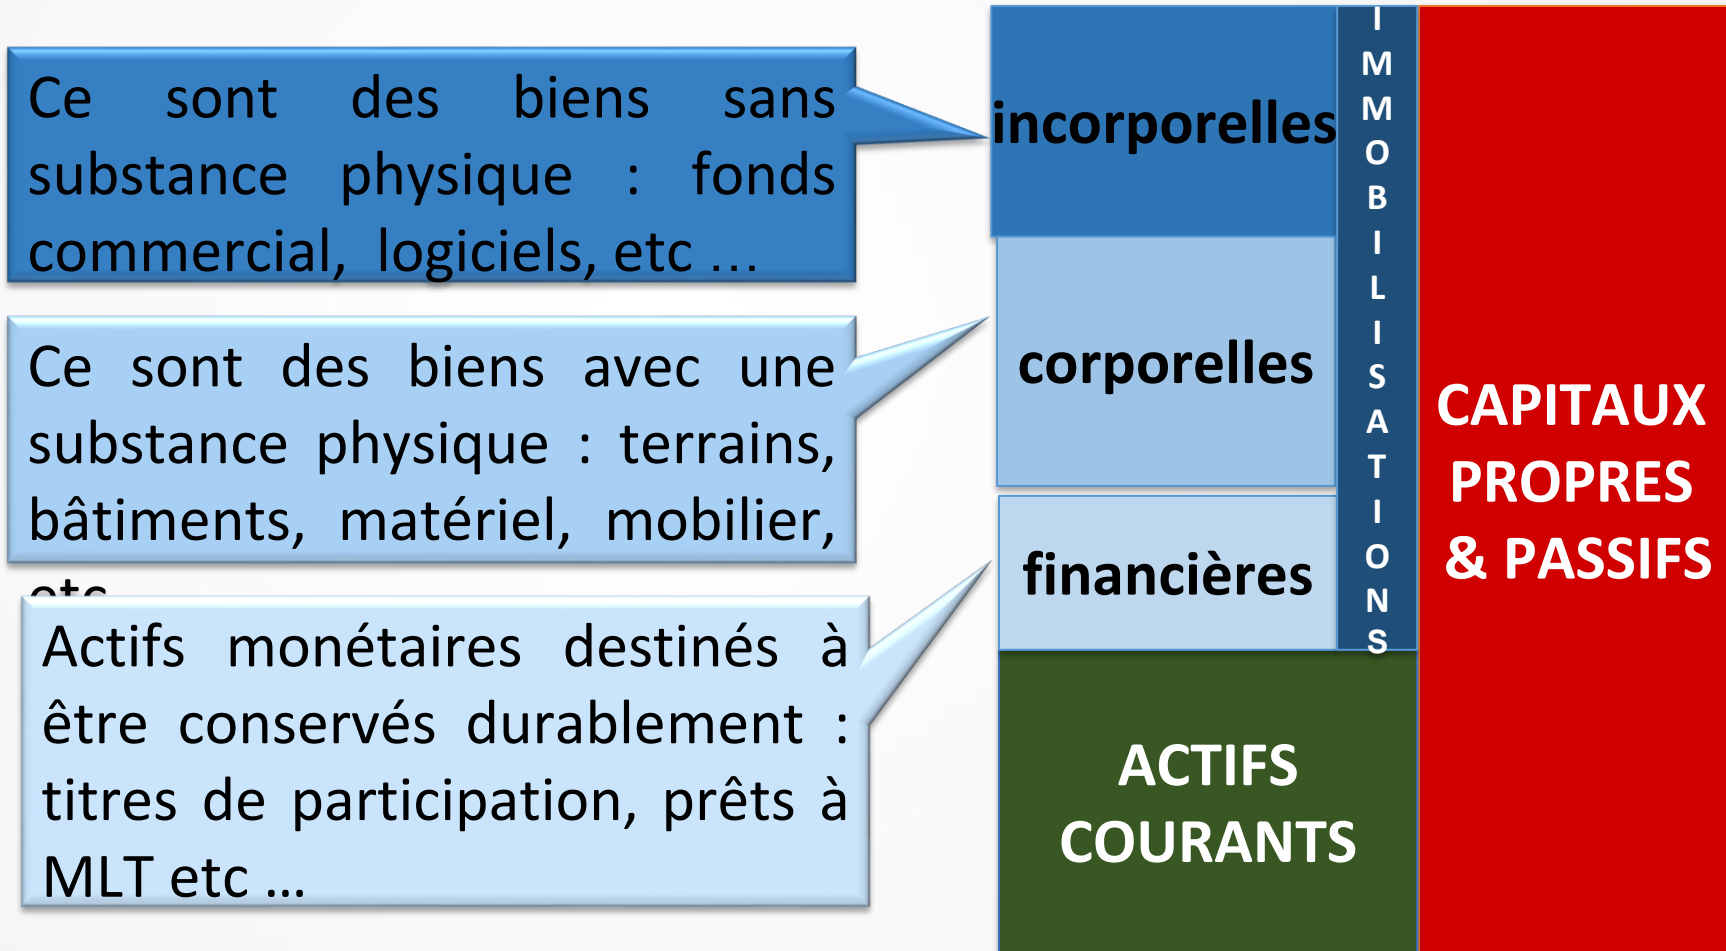 Ce sont des biens sans
substance physique : fonds
commercial, logiciels, etc ...
Ce sont des biens avec une
substance physique : terrains,
bâtiments, matériel, mobilier,
etc
Actifs monétaires destinés à
être conservés durablement :
titres de participation, prêts à
MLT etc ...
incorporelles
corporelles
financières
I
M
M
O
B
I
L
I
S
A
T
I
O
N
S
ACTIFS
COURANTS
CAPITAUX
PROPRES
& PASSIFS